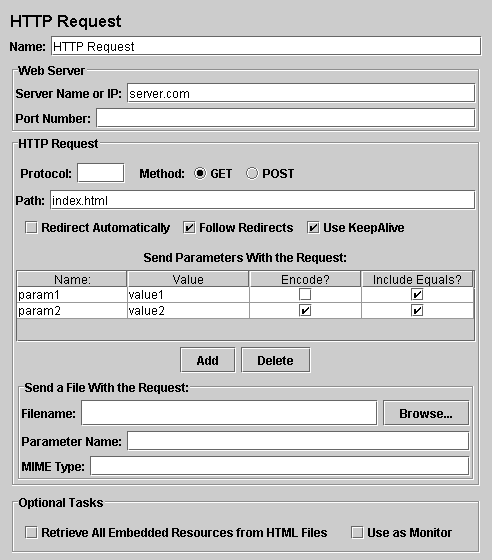 HTTP Request
Name: HTTP Request
Web Server
Server Name or IP: server.com
Port Number:
HTTP Request
Protocol: Method: GET POST
Path: index.html
Redirect Automatically Follow Redirects Use KeepAlive
Send Parameters With the Request:
Name: Value Encode? Include Equals?
param1 value1
param2 value2
Add Delete
Send a File With the Request:
Filename: Browse...
Parameter Name:
MIME Type:
Optional Tasks
Retrieve All Embedded Resources from HTML Files Use as Monitor